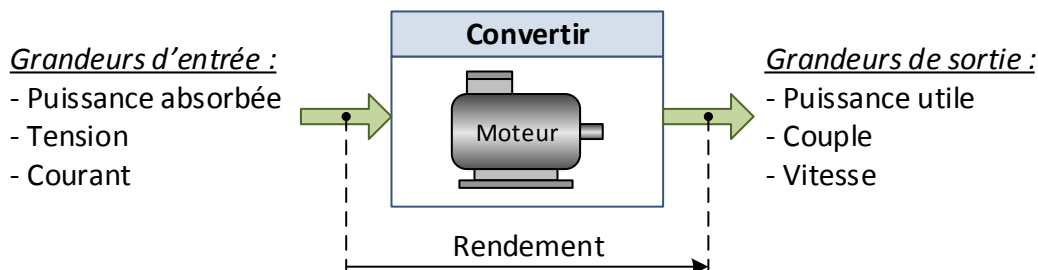 Grandeurs d'entrée :
- Puissance absorbée
- Tension
- Courant
Convertir
Moteur
Grandeurs de sortie :
- Puissance utile
- Couple
- Vitesse
Rendement